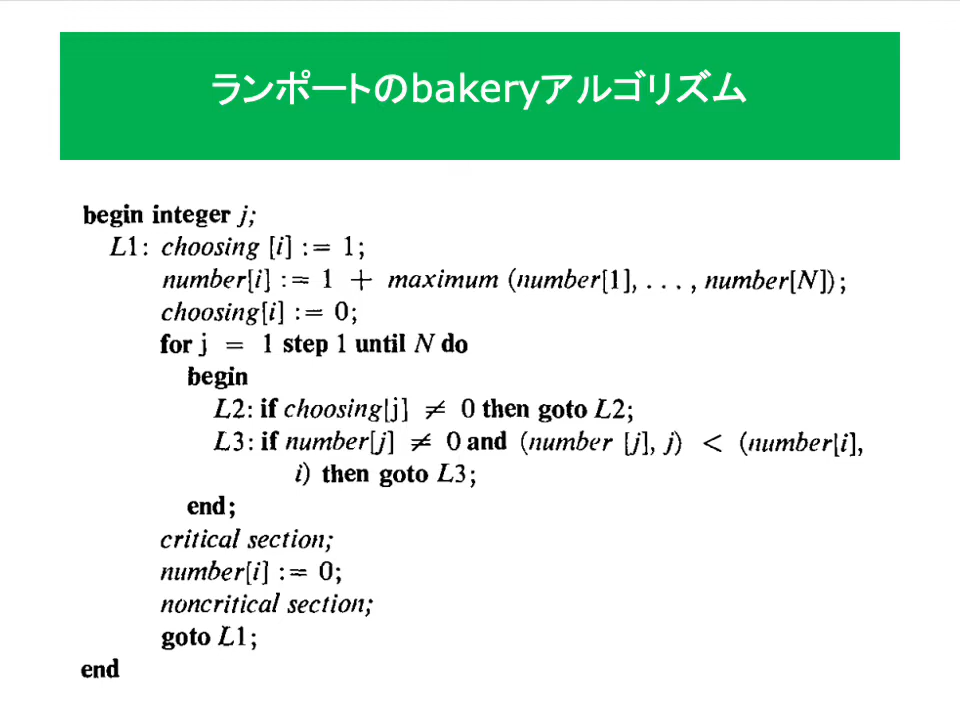 ランポートのbakeryアルゴリズム
begin integer j;
L1: choosing [i] := 1;
number[i] := 1 + maximum (number[1], . . . , number[N]);
choosing[i] := 0;
for j = 1 step 1 until N do
begin
L2: if choosing[j] ≠ 0 then goto L2;
L3: if number[j] ≠ 0 and (number [j], j) < (number[i],
i) then goto L3;
end;
critical section;
number[i] := 0;
noncritical section;
goto L1;
end